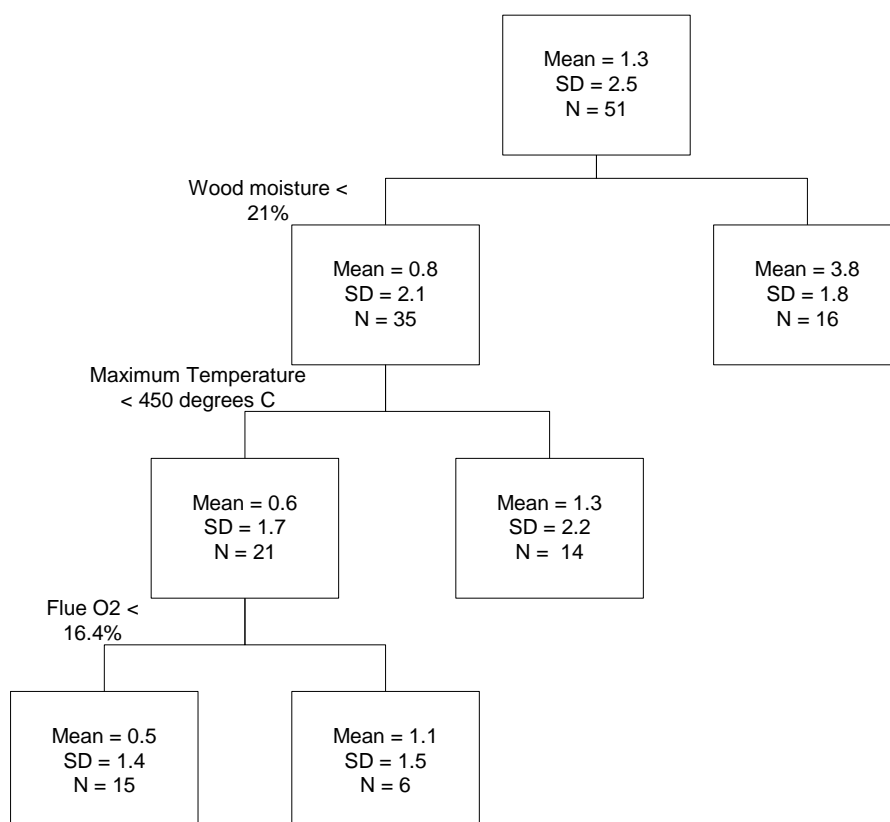 Mean = 1.3
SD = 2.5
N = 51
Wood moisture <
21%
Mean = 0.8
SD = 2.1
N = 35
Mean = 3.8
SD = 1.8
N = 16
Maximum Temperature
< 450 degrees C
Mean = 0.6
SD = 1.7
N = 21
Mean = 1.3
SD = 2.2
N =  14
Flue O2 <
16.4%
Mean = 0.5
SD = 1.4
N = 15
Mean = 1.1
SD = 1.5
N = 6